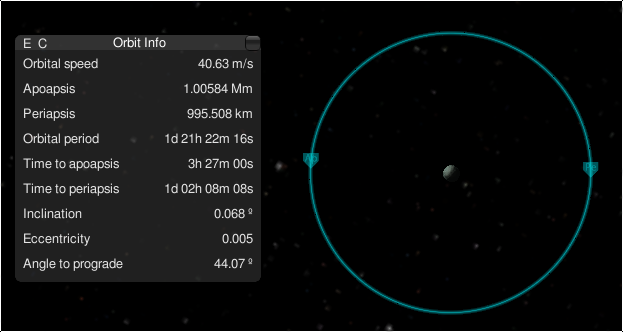 E C Orbit Info
Orbital speed 40.63 m/s
Apoapsis 1.00584 Mm
Periapsis 995.508 km
Orbital period 1d 21h 22m 16s
Time to apoapsis 3h 27m 00s
Time to periapsis 1d 02h 08m 08s
Inclination 0.068 º
Eccentricity 0.005
Angle to prograde 44.07 º
Ap Pe